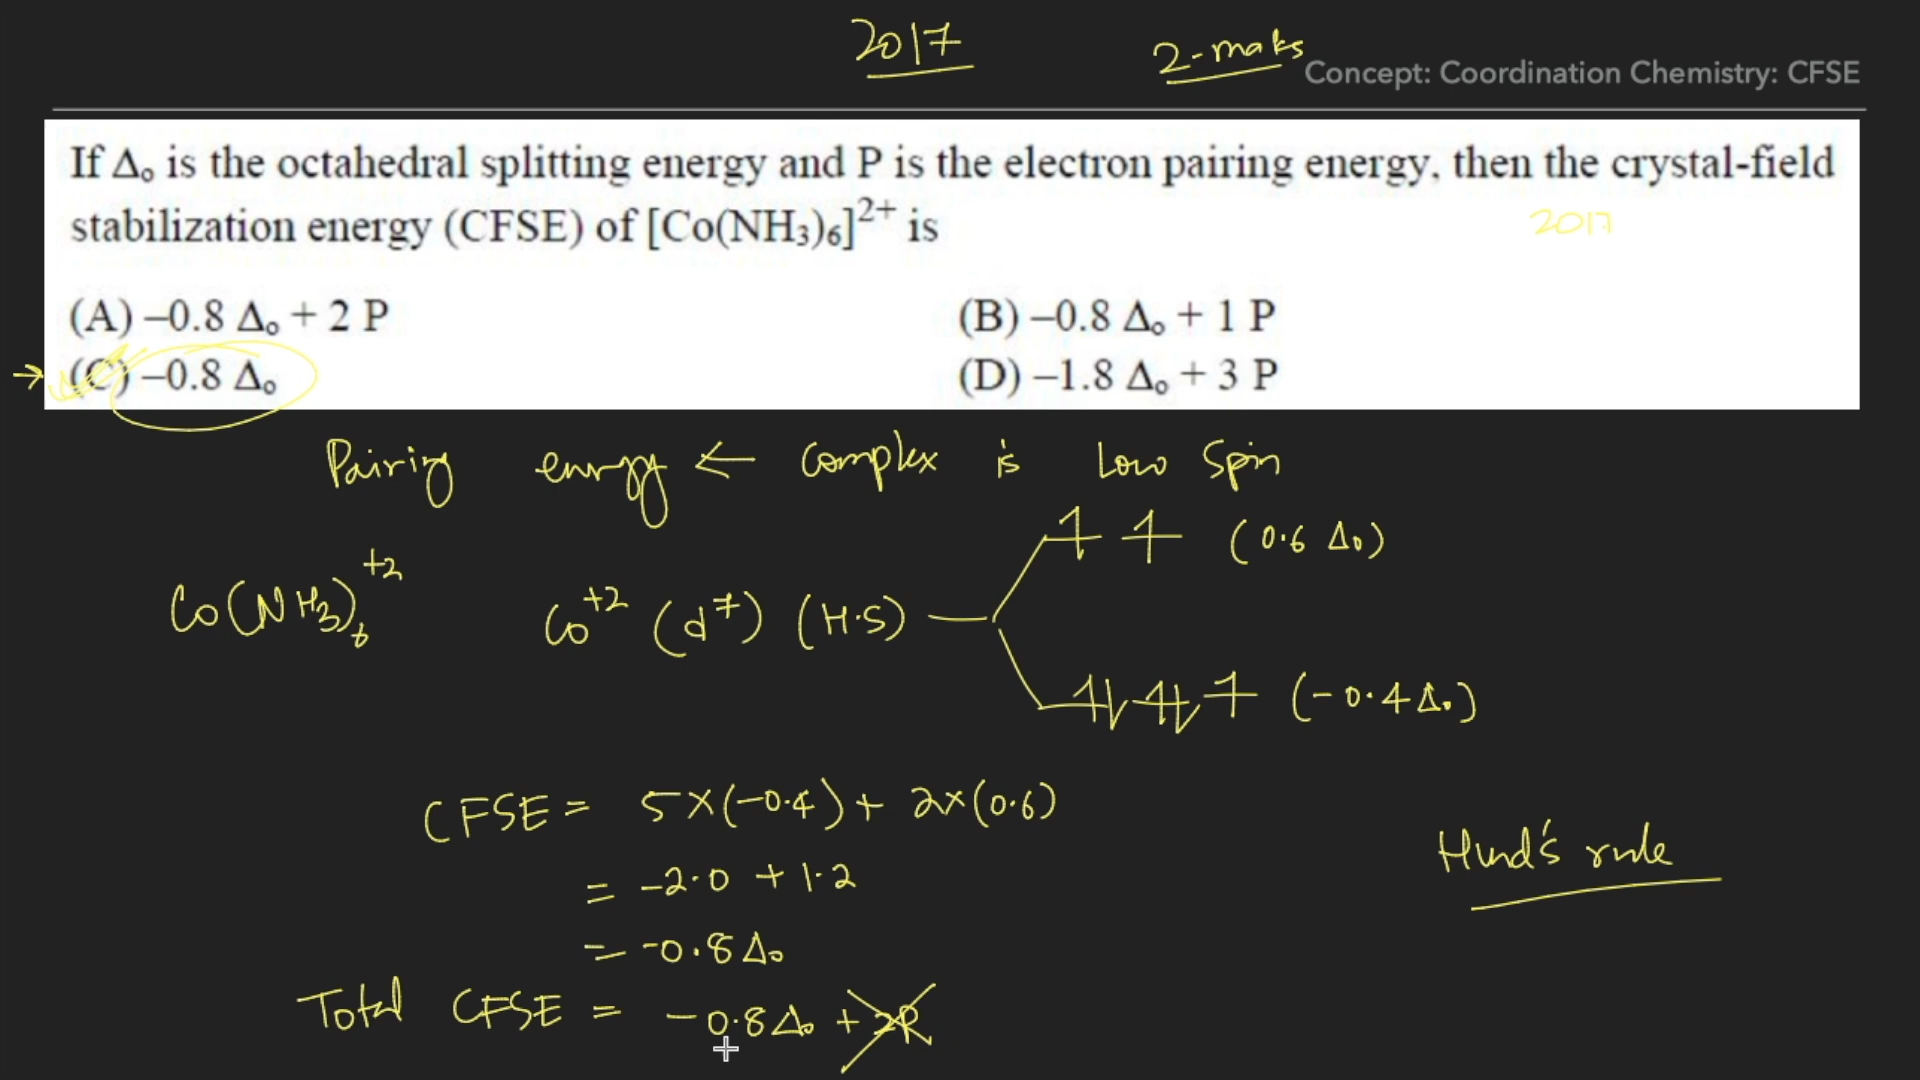 2017 2-maks
Concept: Coordination Chemistry: CFSE
If Δₒ is the octahedral splitting energy and P is the electron pairing energy, then the crystal-field
stabilization energy (CFSE) of [Co(NH₃)₆]²⁺ is
2017
(A) –0.8 Δₒ + 2 P (B) –0.8 Δₒ + 1 P
→ (C) –0.8 Δₒ (D) –1.8 Δₒ + 3 P
Pairing energy ← Complex is Low Spin
(0.6 Δₒ)
Co(NH₃)₆⁺² Co⁺² (d⁷) (H.S)
(-0.4Δₒ)
CFSE = 5×(-0.4) + 2×(0.6)
Hund's rule
= -2.0 + 1.2
= -0.8Δₒ
Total CFSE = -0.8Δₒ + 2P